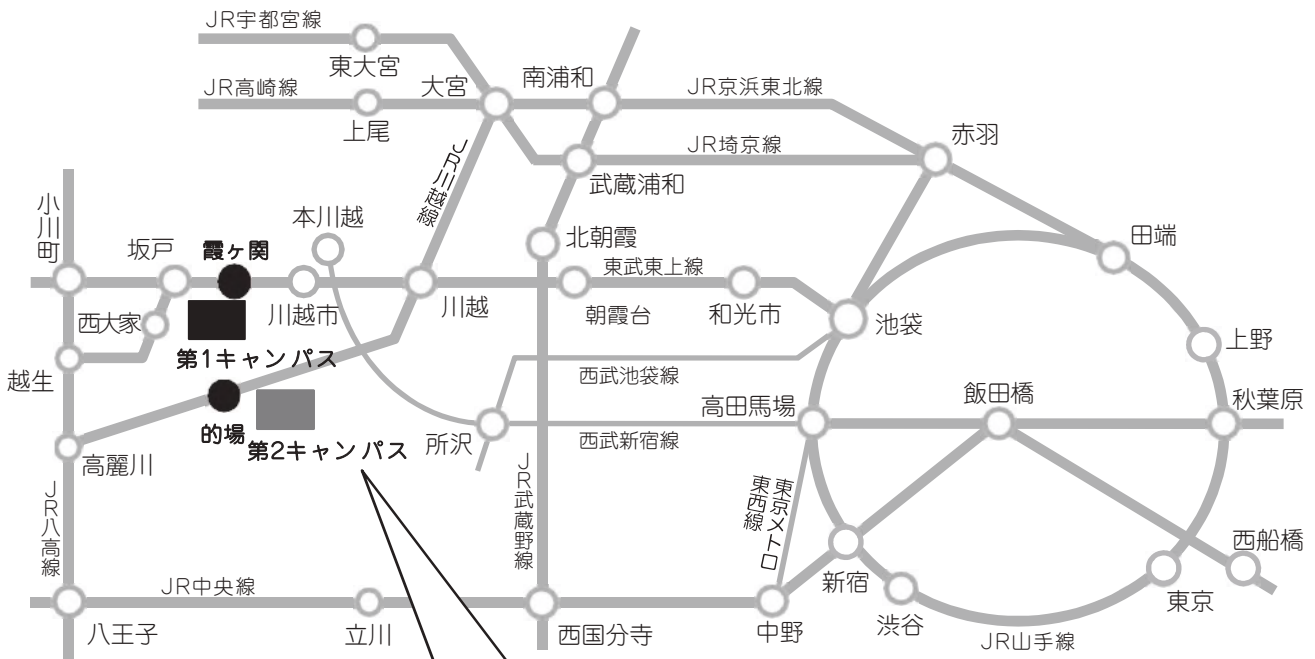 JR宇都宮線
東大宮
JR高崎線
上尾
大宮
南浦和
JR京浜東北線
JR埼京線
赤羽
武蔵浦和
JR川越線
田端
小川町
坂戸
霞ヶ関
本川越
北朝霞
東武東上線
川越市
川越
朝霞台
和光市
池袋
西大家
第1キャンパス
上野
越生
西武池袋線
飯田橋
高田馬場
秋葉原
的場
第2キャンパス
所沢
西武新宿線
高麗川
JR八高線
JR武蔵野線
東京メトロ
東西線
西船橋
新宿
東京
JR中央線
渋谷
八王子
立川
西国分寺
中野
JR山手線